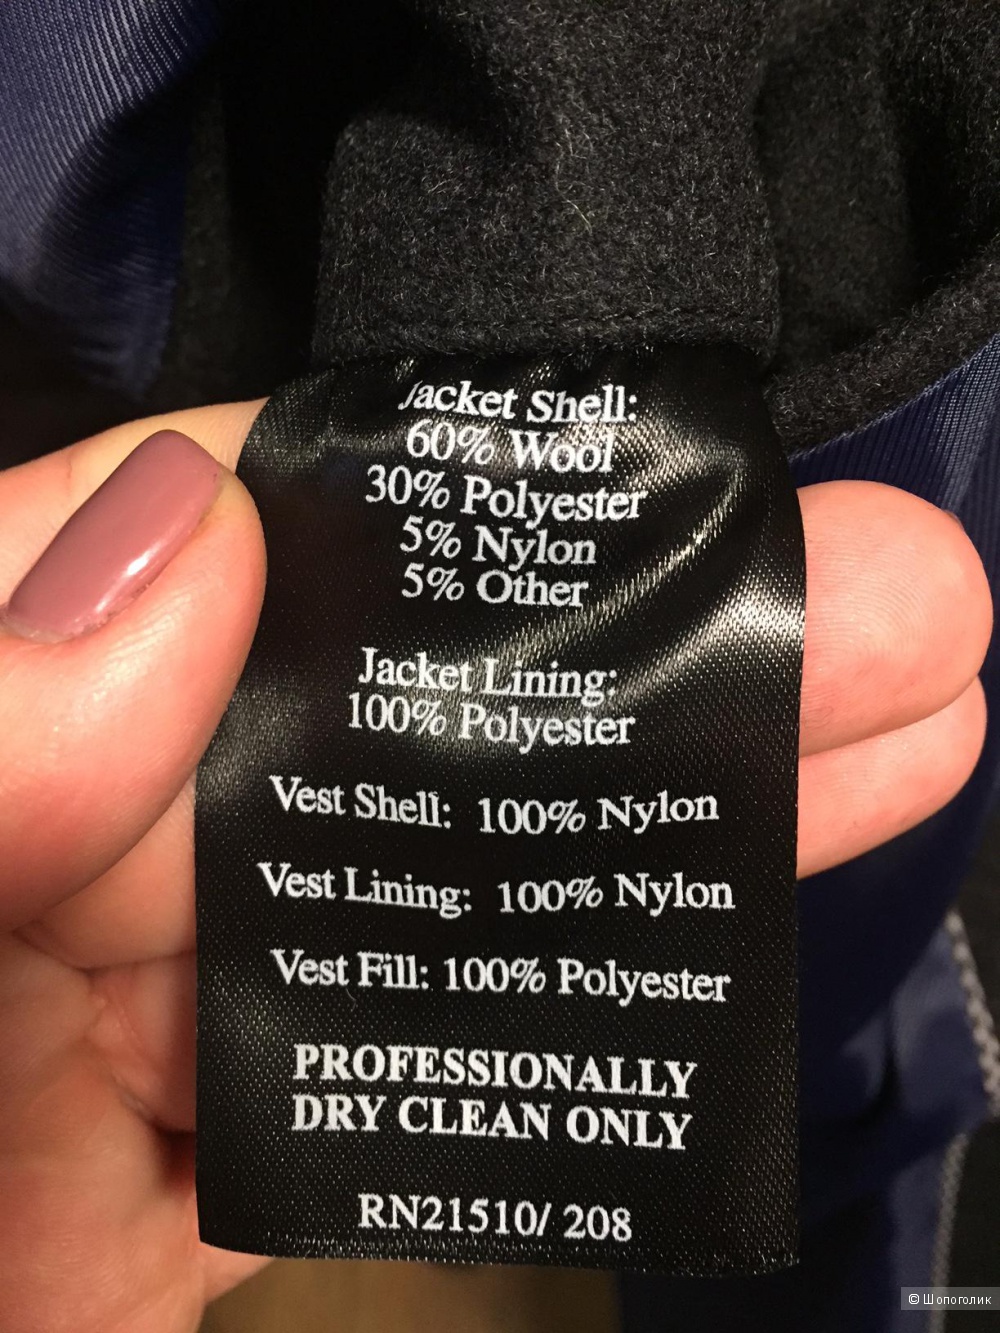 Jacket Shell:
60% Wool
30% Polyester
5% Nylon
5% Other
Jacket Lining:
100% Polyester
Vest Shell: 100% Nylon
Vest Lining: 100% Nylon
Vest Fill: 100% Polyester
PROFESSIONALLY
DRY CLEAN ONLY
RN21510/ 208
© Шопоголик